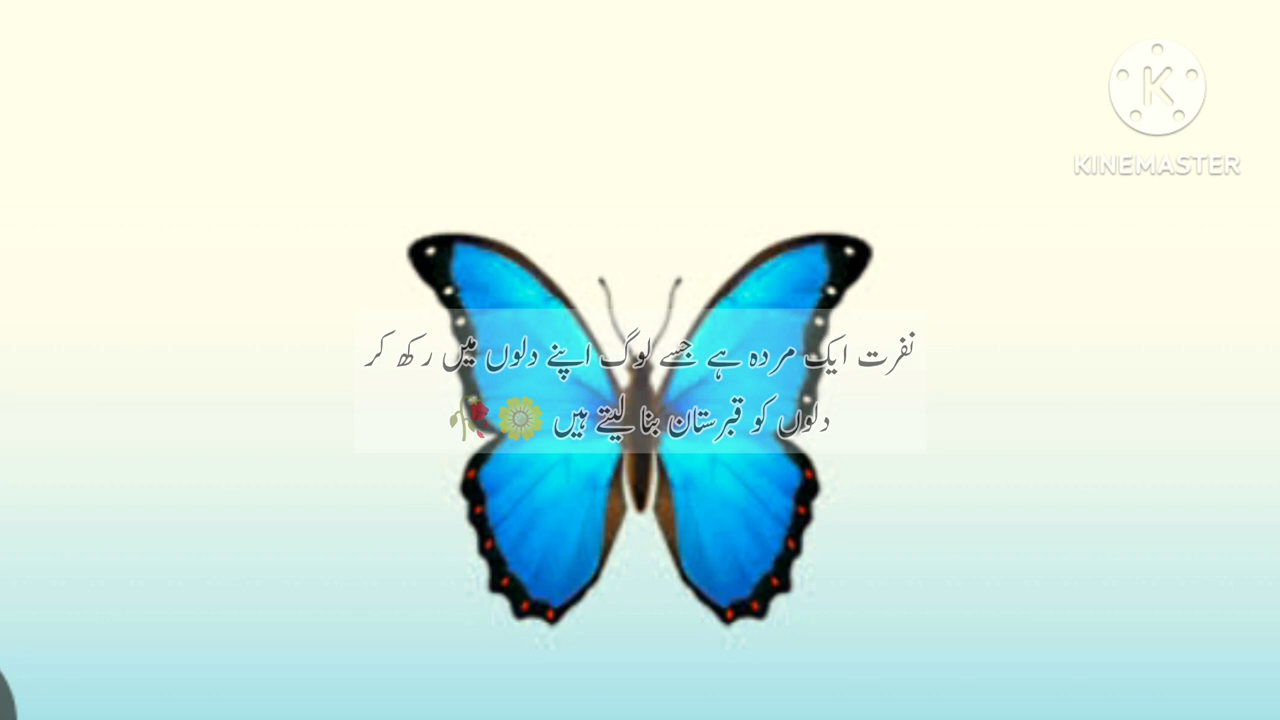 K
KINEMASTER
نفرت ایک مردہ ہے جسے لوگ اپنے دلوں میں رکھ کر
دلوں کو قبرستان بنا لیتے ہیں 🌼🥀